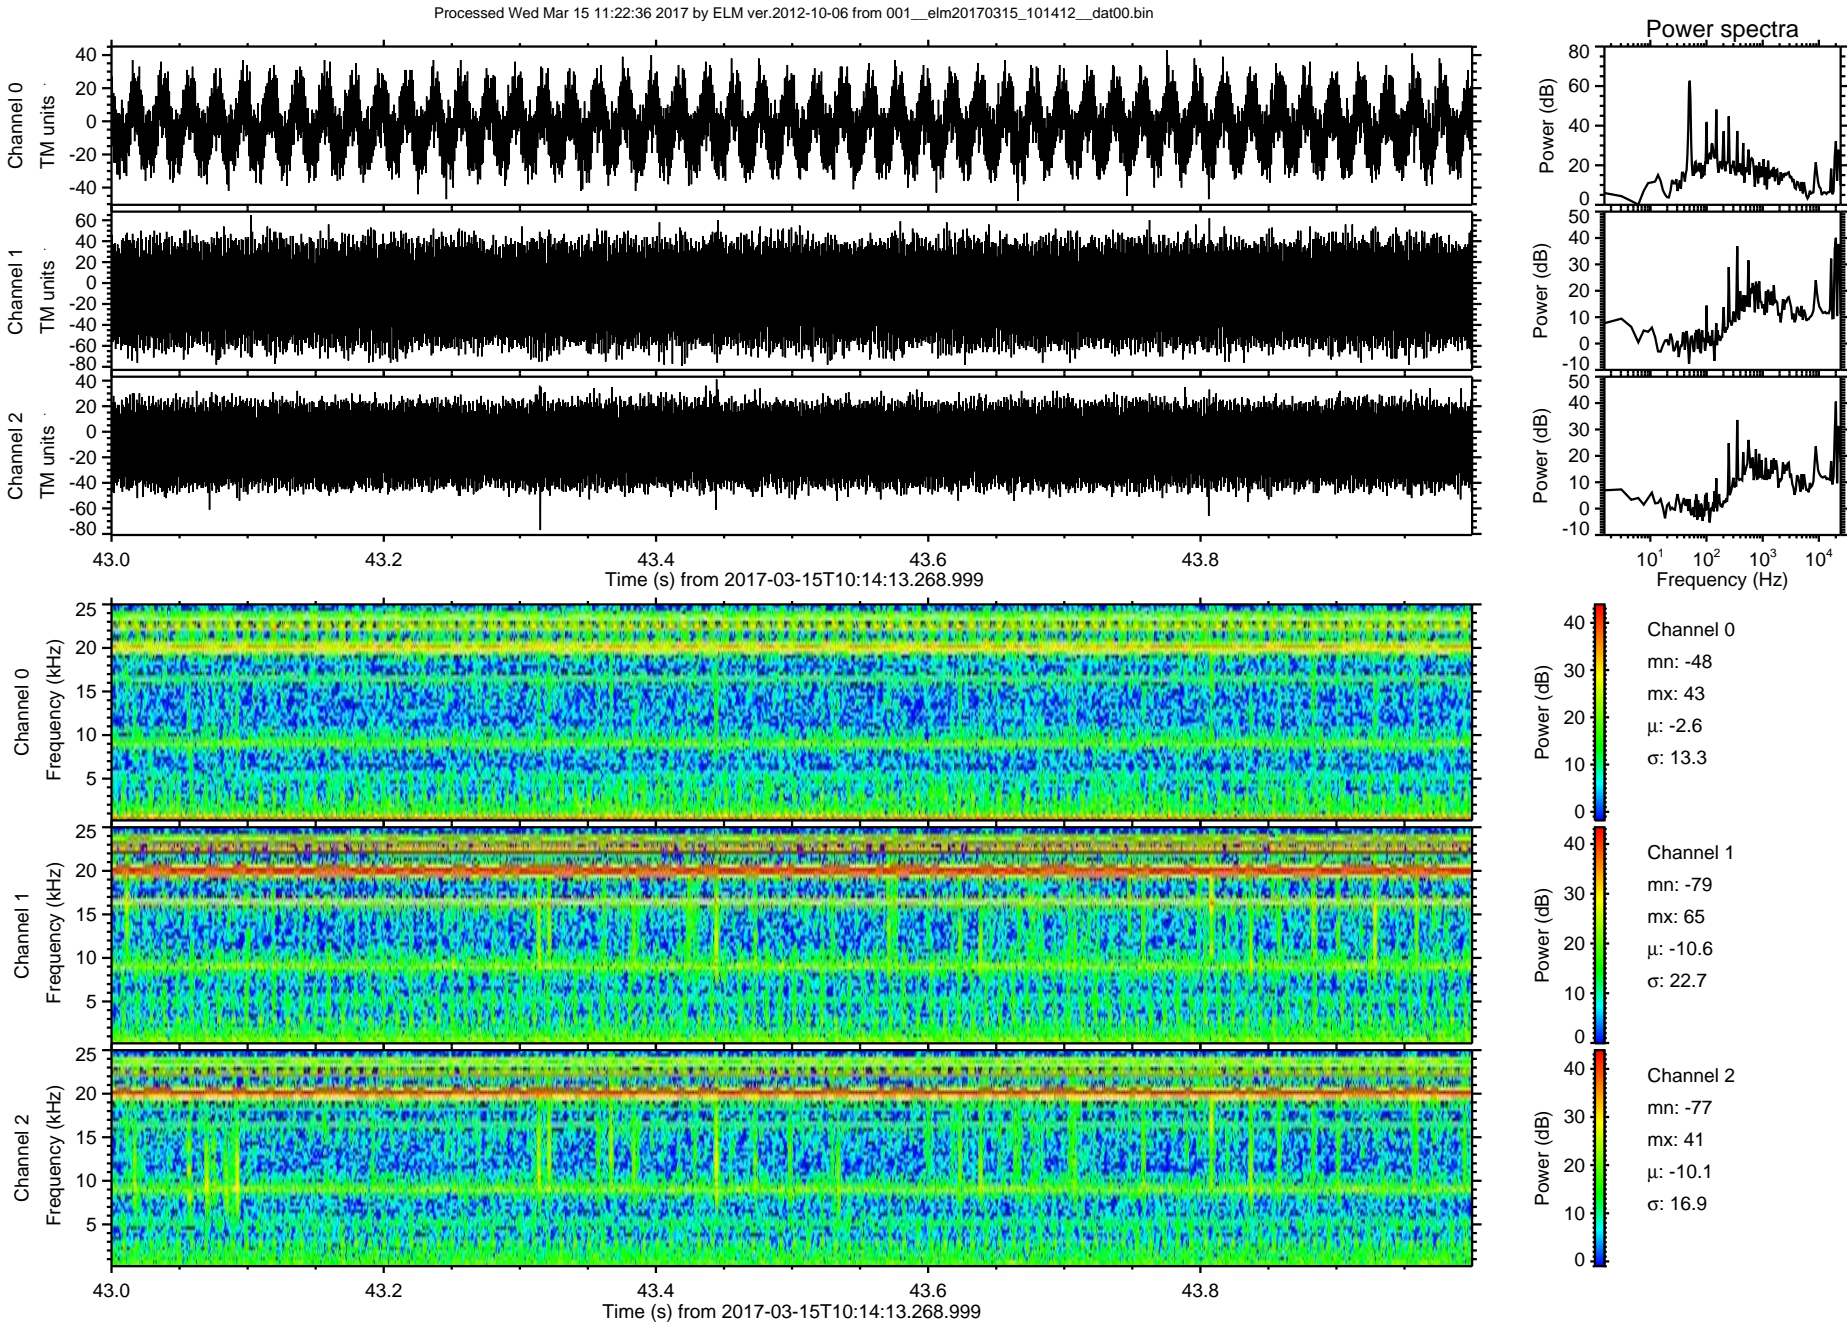 Processed Wed Mar 15 11:22:36 2017 by ELM ver.2012-10-06 from 001__elm20170315_101412__dat00.bin
Power spectra
Channel 0
TM units
40
20
0
-20
-40
Power (dB)
80
60
40
20
0
Channel 1
TM units
60
40
20
0
-20
-40
-60
-80
Power (dB)
50
40
30
20
10
0
-10
Channel 2
TM units
40
20
0
-20
-40
-60
-80
Power (dB)
50
40
30
20
10
0
-10
43.0 43.2 43.4 43.6 43.8
Time (s) from 2017-03-15T10:14:13.268.999
10^1 10^2 10^3 10^4
Frequency (Hz)
Channel 0
Frequency (kHz)
25
20
15
10
5
Power (dB)
40
30
20
10
0
Channel 0
mn: -48
mx: 43
μ: -2.6
σ: 13.3
Channel 1
Frequency (kHz)
25
20
15
10
5
Power (dB)
40
30
20
10
0
Channel 1
mn: -79
mx: 65
μ: -10.6
σ: 22.7
Channel 2
Frequency (kHz)
25
20
15
10
5
Power (dB)
40
30
20
10
0
Channel 2
mn: -77
mx: 41
μ: -10.1
σ: 16.9
43.0 43.2 43.4 43.6 43.8
Time (s) from 2017-03-15T10:14:13.268.999